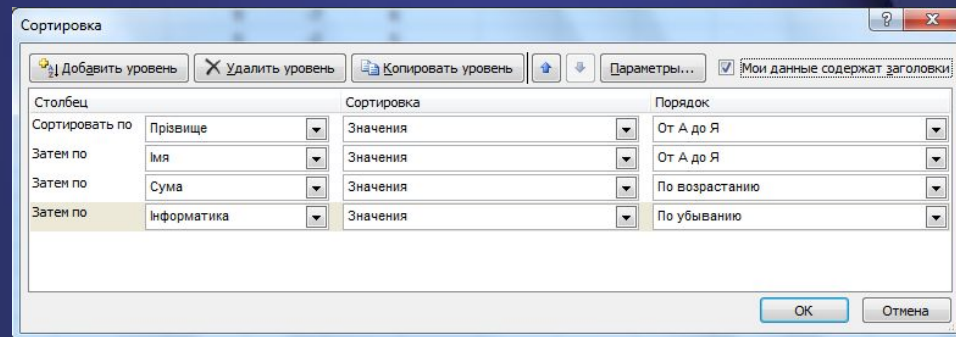 Сортировка
Добавить уровень Удалить уровень Копировать уровень Параметры... Мои данные содержат заголовки
Столбец Сортировка Порядок
Сортировать по Прізвище Значения От А до Я
Затем по Імя Значения От А до Я
Затем по Сума Значения По возрастанию
Затем по Інформатика Значения По убыванию
ОК Отмена